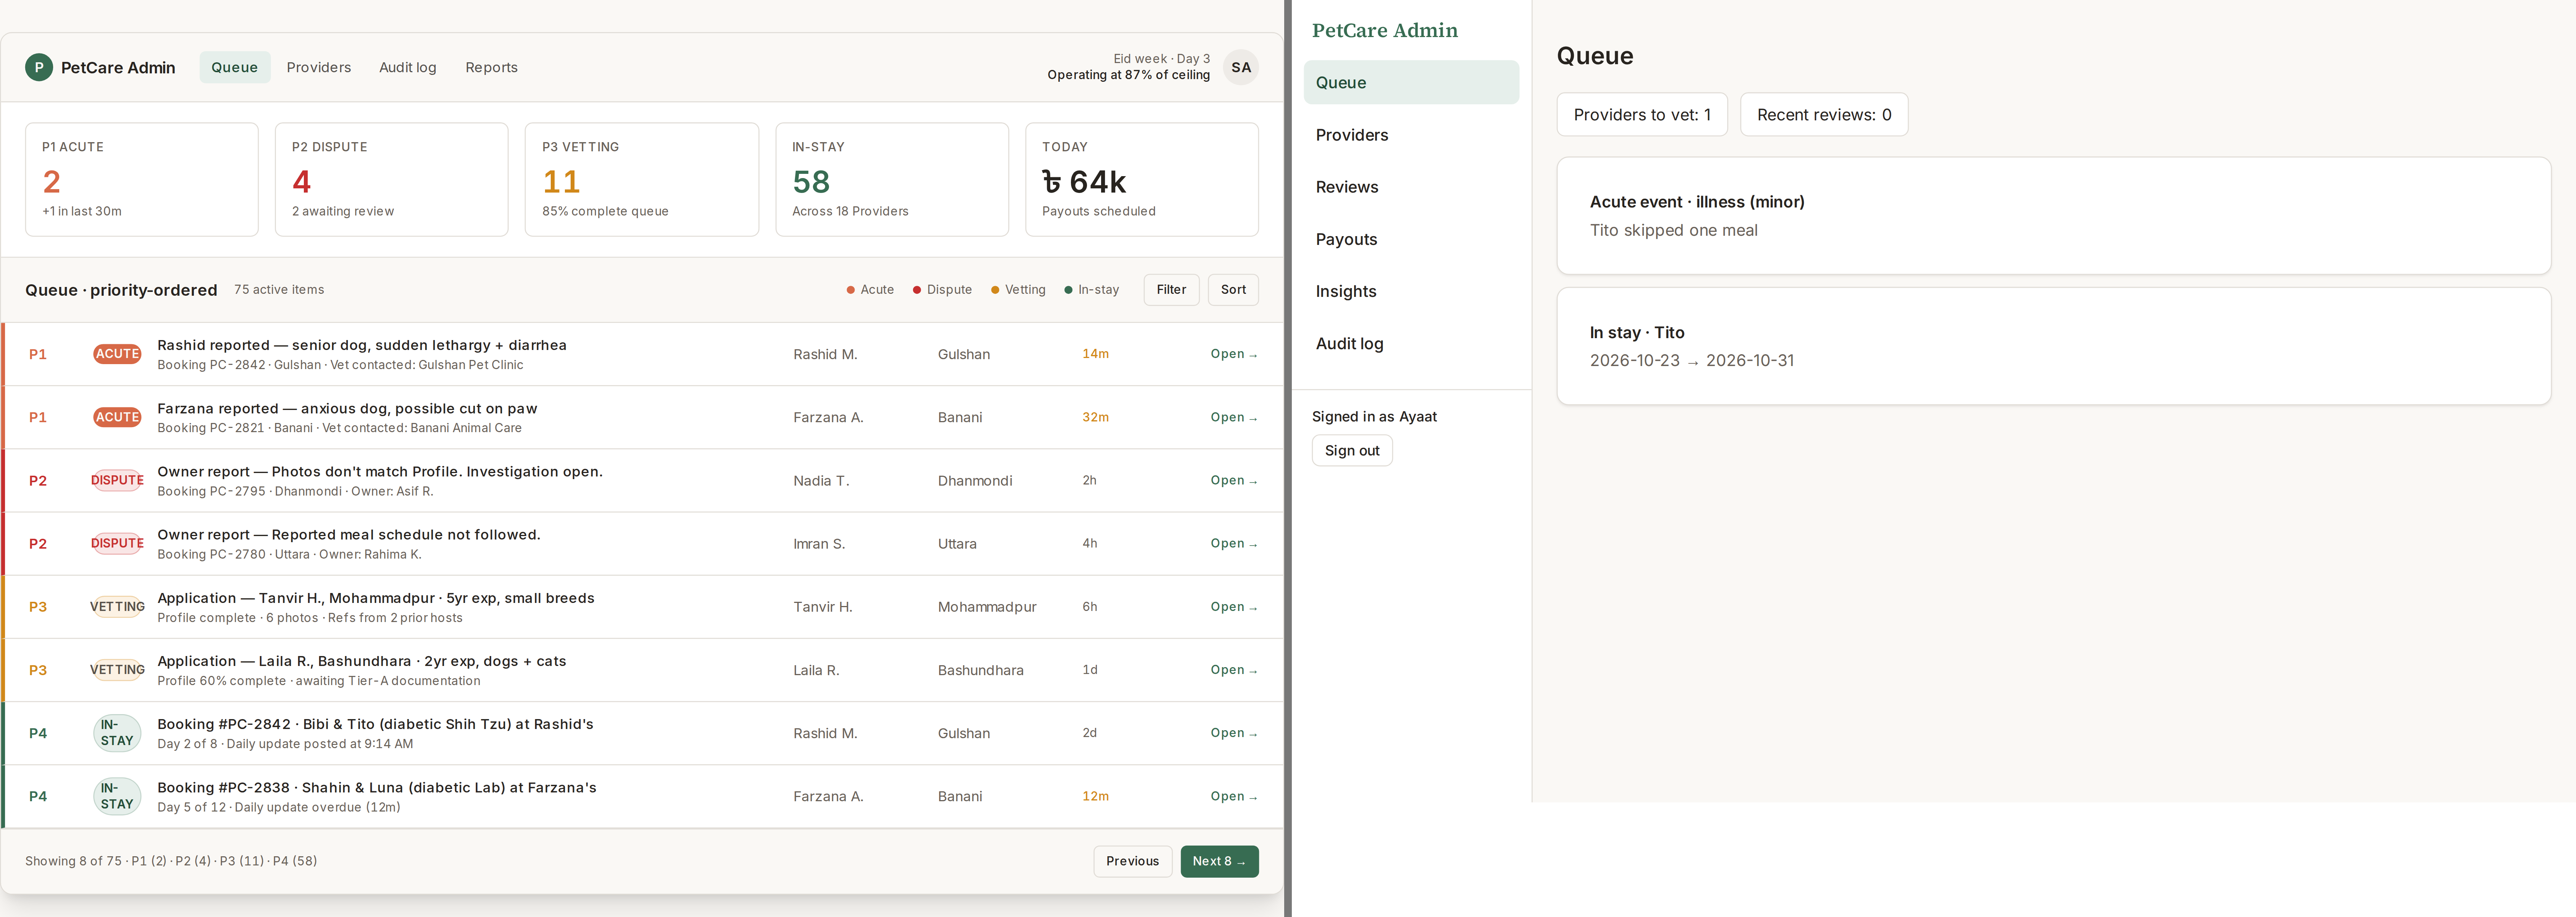 P PetCare Admin Queue Providers Audit log Reports
Eid week · Day 3
Operating at 87% of ceiling
SA
P1 ACUTE
2
+1 in last 30m
P2 DISPUTE
4
2 awaiting review
P3 VETTING
11
85% complete queue
IN-STAY
58
Across 18 Providers
TODAY
৳ 64k
Payouts scheduled
Queue · priority-ordered 75 active items
Acute Dispute Vetting In-stay Filter Sort
P1 ACUTE Rashid reported — senior dog, sudden lethargy + diarrhea
Booking PC-2842 · Gulshan · Vet contacted: Gulshan Pet Clinic
Rashid M. Gulshan 14m Open →
P1 ACUTE Farzana reported — anxious dog, possible cut on paw
Booking PC-2821 · Banani · Vet contacted: Banani Animal Care
Farzana A. Banani 32m Open →
P2 DISPUTE Owner report — Photos don't match Profile. Investigation open.
Booking PC-2795 · Dhanmondi · Owner: Asif R.
Nadia T. Dhanmondi 2h Open →
P2 DISPUTE Owner report — Reported meal schedule not followed.
Booking PC-2780 · Uttara · Owner: Rahima K.
Imran S. Uttara 4h Open →
P3 VETTING Application — Tanvir H., Mohammadpur · 5yr exp, small breeds
Profile complete · 6 photos · Refs from 2 prior hosts
Tanvir H. Mohammadpur 6h Open →
P3 VETTING Application — Laila R., Bashundhara · 2yr exp, dogs + cats
Profile 60% complete · awaiting Tier-A documentation
Laila R. Bashundhara 1d Open →
P4 IN-STAY Booking #PC-2842 · Bibi & Tito (diabetic Shih Tzu) at Rashid's
Day 2 of 8 · Daily update posted at 9:14 AM
Rashid M. Gulshan 2d Open →
P4 IN-STAY Booking #PC-2838 · Shahin & Luna (diabetic Lab) at Farzana's
Day 5 of 12 · Daily update overdue (12m)
Farzana A. Banani 12m Open →
Showing 8 of 75 · P1 (2) · P2 (4) · P3 (11) · P4 (58)
Previous Next 8 →
PetCare Admin
Queue
Providers
Reviews
Payouts
Insights
Audit log
Signed in as Ayaat
Sign out
Queue
Providers to vet: 1 Recent reviews: 0
Acute event · illness (minor)
Tito skipped one meal
In stay · Tito
2026-10-23 → 2026-10-31